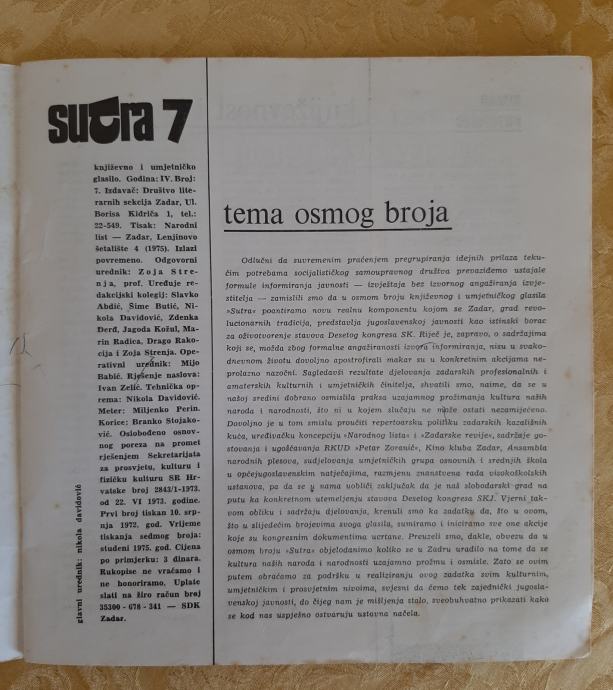 sutra 7
književno i umjetničko
glasilo. Godina: IV. Broj:
7. Izdavač: Društvo lite-
rarnih sekcija Zadar, Ul.
Borisa Kidriča 1, tel.:
22-549. Tisak: Narodni
list — Zadar, Lenjinovo
šetalište 4 (1975). Izlazi
povremeno. Odgovorni
urednik: Zoja Stre-
nja, prof. Uređuje re-
dakcijski kolegij: Slavko
Abdić, Šime Butić, Ni-
kola Davidović, Zdenka
Đerđ, Jagoda Kožul, Ma-
rin Radica, Drago Rako-
cija i Zoja Strenja. Ope-
rativni urednik: Mijo
Babić. Rješenje naslova:
Ivan Zelić. Tehnička op-
rema: Nikola Davidović.
Meter: Miljenko Perin.
Korice: Branko Stojako-
vić. Oslobođeno osnov-
nog poreza na promet
rješenjem Sekretarijata
za prosvjetu, kulturu i
fizičku kulturu SR Hr-
vatske broj 2843/1-1973.
od 22. VI 1973. godine.
Prvi broj tiskan 10. srp-
nja 1972. god. Vrijeme
tiskanja sedmog broja:
studeni 1975. god. Cijena
po primjerku: 3 dinara.
Rukopise ne vraćamo i
ne honoriramo. Uplate
slati na žiro račun broj
35300 - 678 - 341 — SDK
Zadar.
glavni urednik: nikola davidović
tema osmog broja
Odlučni da suvremenim praćenjem pregrupiranja idejnih prilaza teku-
ćim potrebama socijalističkog samoupravnog društva prevaziđemo ustajale
formule informiranja javnosti — izvještaja bez izvornog angažiranja izvje-
stitelja — zamislili smo da u osmom broju književnog i umjetničkog glasila
»Sutra« poantiramo novu realnu komponentu kojom se Zadar, grad revo-
lucionarnih tradicija, predstavlja jugoslavenskoj javnosti kao istinski borac
za oživotvorenje stavova Desetog kongresa SK. Riječ je, zapravo, o sadržajima
koji se, možda zbog formalne angažiranosti izvora informiranja, nisu u svako-
dnevnom životu dovoljno apostrofirali makar su u konkretnim akcijama ne-
prolazno nazočni. Sagledavši rezultate djelovanja zadarskih profesionalnih i
amaterskih kulturnih i umjetničkih činitelja, shvatili smo, naime, da se u
našoj sredini dobrano osmislila praksa uzajamnog prožimanja kultura naših
naroda i narodnosti, što ni u kojem slučaju ne može ostati nezamijećeno.
Dovoljno je u tom smislu proučiti repertoarsku politiku zadarskih kazališnih
kuća, uređivačku koncepciju »Narodnog lista« i »Zadarske revije«, sadržaje go-
stovanja i ugošćavanja RKUD »Petar Zoranić«, Kino kluba Zadar, Ansambla
narodnih plesova, sudjelovanja umjetničkih grupa osnovnih i srednjih škola
u općejugoslavenskim natječajima, razmjenu znanstvena rada visokoškolskih
ustanova, pa da se u nama uobliči zaključak da je naš slobodarski grad na
putu ka konkretnom utemeljenju stavova Desetog kongresa SKJ. Vjerni tak-
vom obliku i sadržaju djelovanja, krenuli smo ka zadatku da, što u ovom,
što u slijedećim brojevima svoga glasila, sumiramo i iniciramo sve one akcije
koje su kongresnim dokumentima ucrtane. Preuzeli smo, dakle, obvezu da u
osmom broju »Sutra« objelodanimo koliko se u Zadru uradilo na tome da se
kultura naših naroda i narodnosti uzajamno prožmu i osmisle. Zato se ovim
putem obraćamo za podršku u realiziranju ovog zadatka svim kulturnim,
umjetničkim i prosvjetnim nivoima, svjesni da ćemo tek zajednički jugosla-
venskoj javnosti, do čijeg nam je mišljenja stalo, sveobuhvatno prikazati kako
se kod nas uspješno ostvaruju ustavna načela.